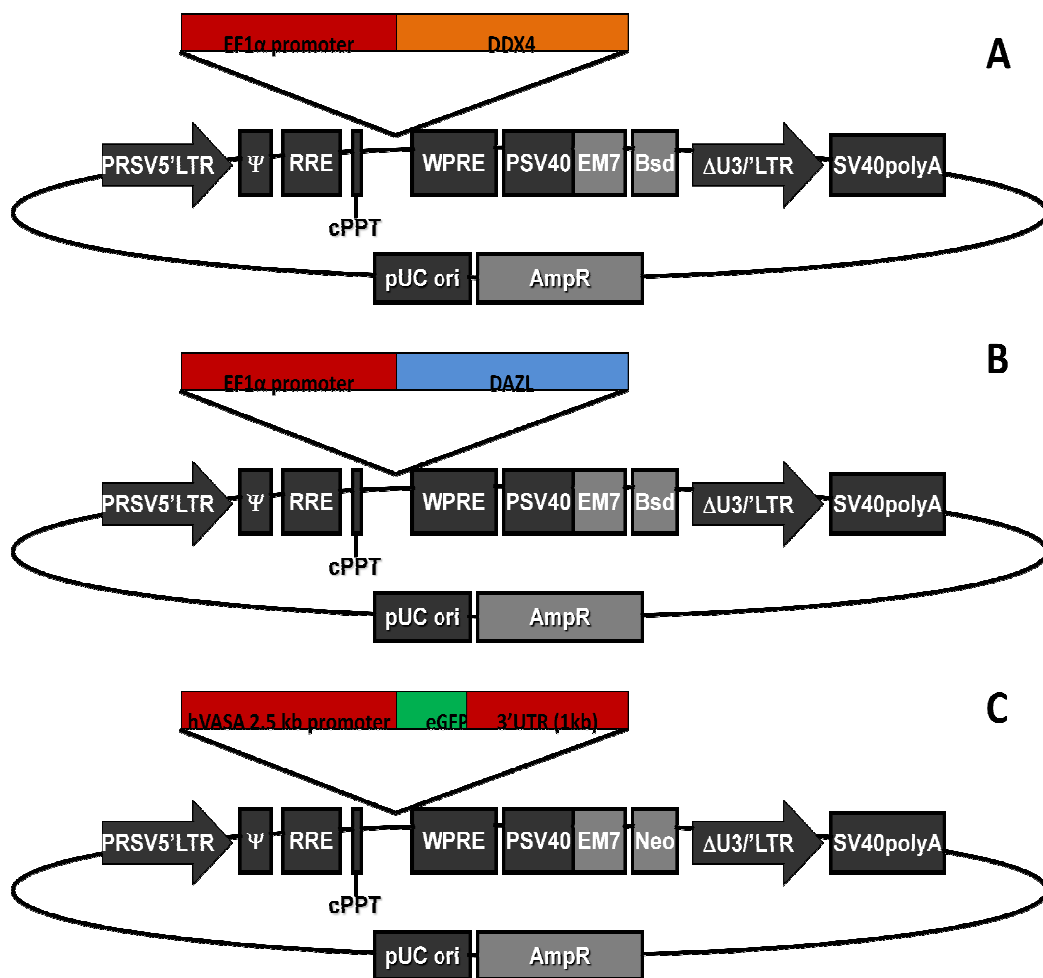 EF1α promoter DDX4
A
PRSV5'LTR Ψ RRE WPRE PSV40 EM7 Bsd ΔU3/'LTR SV40polyA
cPPT
pUC ori AmpR
B
EF1α promoter DAZL
PRSV5'LTR Ψ RRE WPRE PSV40 EM7 Bsd ΔU3/'LTR SV40polyA
cPPT
pUC ori AmpR
C
hVASA 2.5 kb promoter eGFP 3'UTR (1kb)
PRSV5'LTR Ψ RRE WPRE PSV40 EM7 Neo ΔU3/'LTR SV40polyA
cPPT
pUC ori AmpR